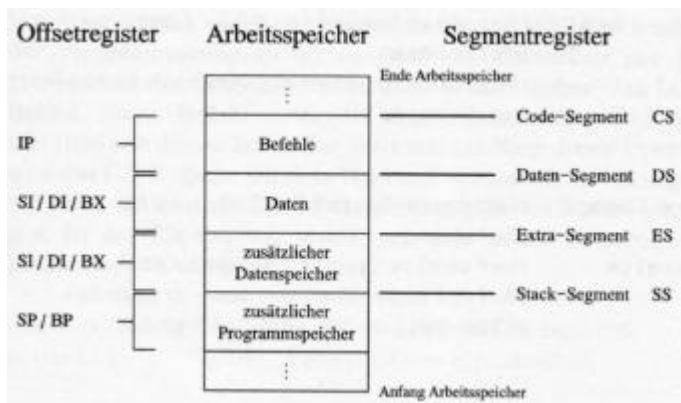 Offsetregister Arbeitsspeicher Segmentregister
Ende Arbeitsspeicher
⋮
Code-Segment CS
IP Befehle
Daten-Segment DS
SI / DI / BX Daten
Extra-Segment ES
SI / DI / BX zusätzlicher
Datenspeicher
Stack-Segment SS
SP / BP zusätzlicher
Programmspeicher
⋮
Anfang Arbeitsspeicher